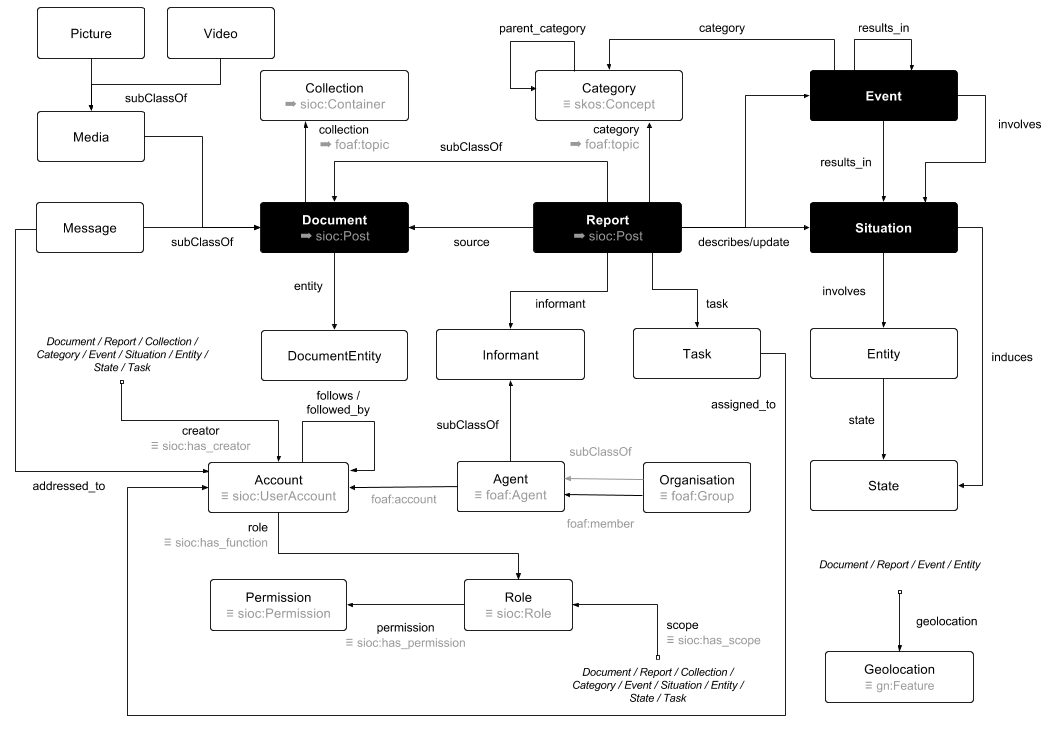 Picture
Video
subClassOf
Media
Collection
➡ sioc:Container
collection
➡ foaf:topic
parent_category
category
results_in
Category
≡ skos:Concept
category
➡ foaf:topic
Event
involves
results_in
subClassOf
Message
subClassOf
Document
➡ sioc:Post
source
Report
➡ sioc:Post
describes/update
Situation
entity
informant
task
involves
DocumentEntity
Informant
Task
Entity
induces
Document / Report / Collection /
Category / Event / Situation / Entity /
State / Task
follows /
followed_by
assigned_to
state
creator
≡ sioc:has_creator
subClassOf
subClassOf
addressed_to
Account
≡ sioc:UserAccount
foaf:account
Agent
≡ foaf:Agent
Organisation
≡ foaf:Group
foaf:member
State
role
≡ sioc:has_function
Permission
≡ sioc:Permission
permission
≡ sioc:has_permission
Role
≡ sioc:Role
scope
≡ sioc:has_scope
Document / Report / Collection /
Category / Event / Situation / Entity /
State / Task
Document / Report / Event / Entity
geolocation
Geolocation
≡ gn:Feature